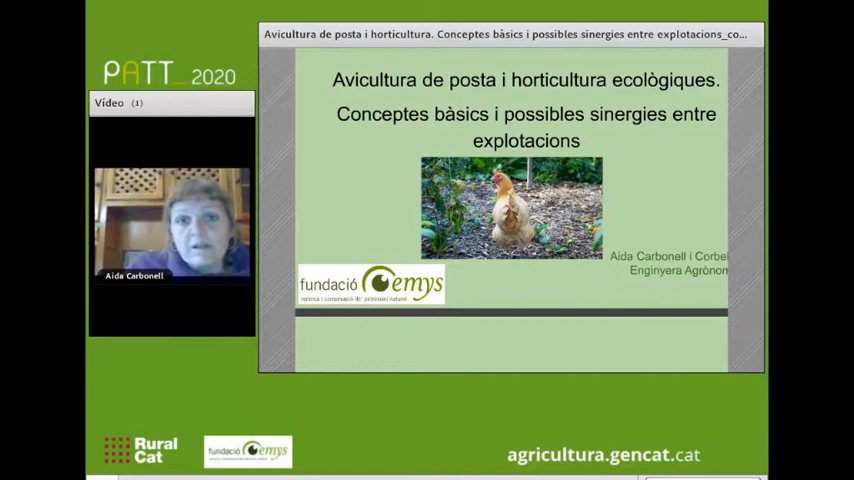 Avicultura de posta i horticultura. Conceptes bàsics i possibles sinergies entre explotacions_co...
PATT_ 2020
Vídeo (1)
Avicultura de posta i horticultura ecològiques.
Conceptes bàsics i possibles sinergies entre
explotacions
Aida Carbonell i Corbel
Enginyera Agrònom
Aida Carbonell
fundació emys
recerca i conservació del patrimoni natural
Rural
Cat
fundació emys
agricultura.gencat.cat